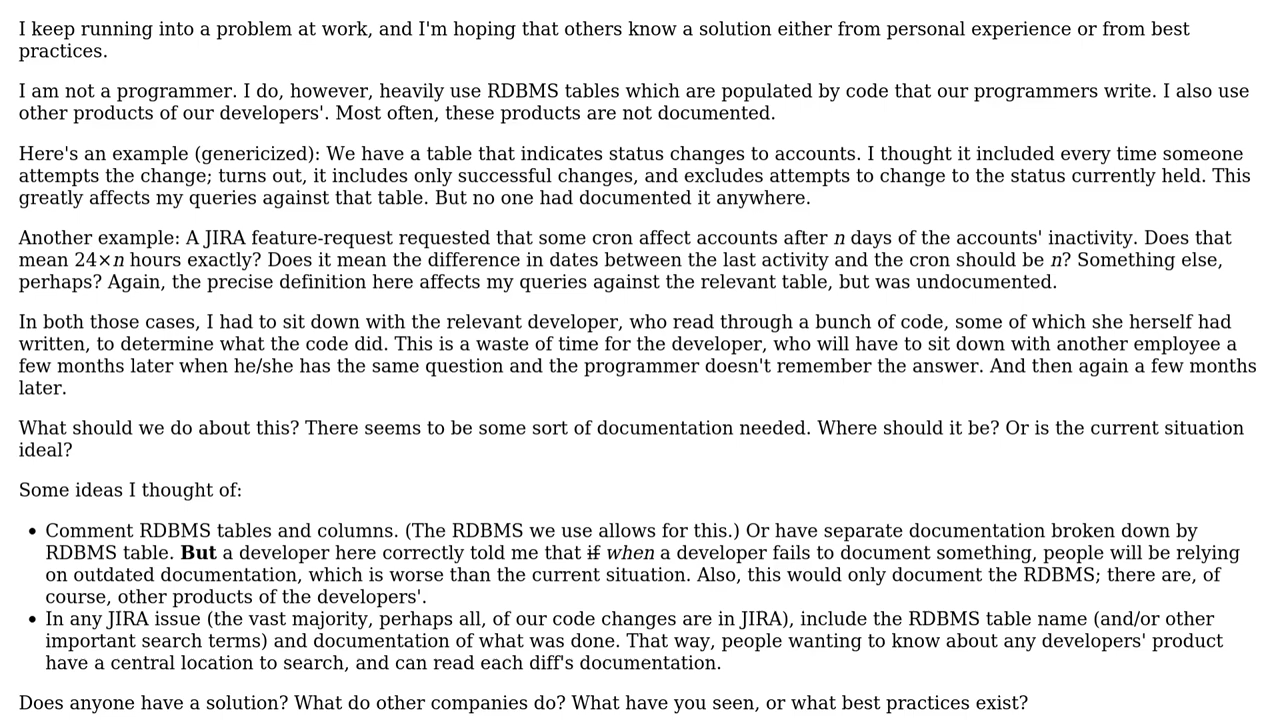 I keep running into a problem at work, and I'm hoping that others know a solution either from personal experience or from best
practices.
I am not a programmer. I do, however, heavily use RDBMS tables which are populated by code that our programmers write. I also use
other products of our developers'. Most often, these products are not documented.
Here's an example (genericized): We have a table that indicates status changes to accounts. I thought it included every time someone
attempts the change; turns out, it includes only successful changes, and excludes attempts to change to the status currently held. This
greatly affects my queries against that table. But no one had documented it anywhere.
Another example: A JIRA feature-request requested that some cron affect accounts after n days of the accounts' inactivity. Does that
mean 24×n hours exactly? Does it mean the difference in dates between the last activity and the cron should be n? Something else,
perhaps? Again, the precise definition here affects my queries against the relevant table, but was undocumented.
In both those cases, I had to sit down with the relevant developer, who read through a bunch of code, some of which she herself had
written, to determine what the code did. This is a waste of time for the developer, who will have to sit down with another employee a
few months later when he/she has the same question and the programmer doesn't remember the answer. And then again a few months
later.
What should we do about this? There seems to be some sort of documentation needed. Where should it be? Or is the current situation
ideal?
Some ideas I thought of:
• Comment RDBMS tables and columns. (The RDBMS we use allows for this.) Or have separate documentation broken down by
RDBMS table. But a developer here correctly told me that if when a developer fails to document something, people will be relying
on outdated documentation, which is worse than the current situation. Also, this would only document the RDBMS; there are, of
course, other products of the developers'.
• In any JIRA issue (the vast majority, perhaps all, of our code changes are in JIRA), include the RDBMS table name (and/or other
important search terms) and documentation of what was done. That way, people wanting to know about any developers' product
have a central location to search, and can read each diff's documentation.
Does anyone have a solution? What do other companies do? What have you seen, or what best practices exist?